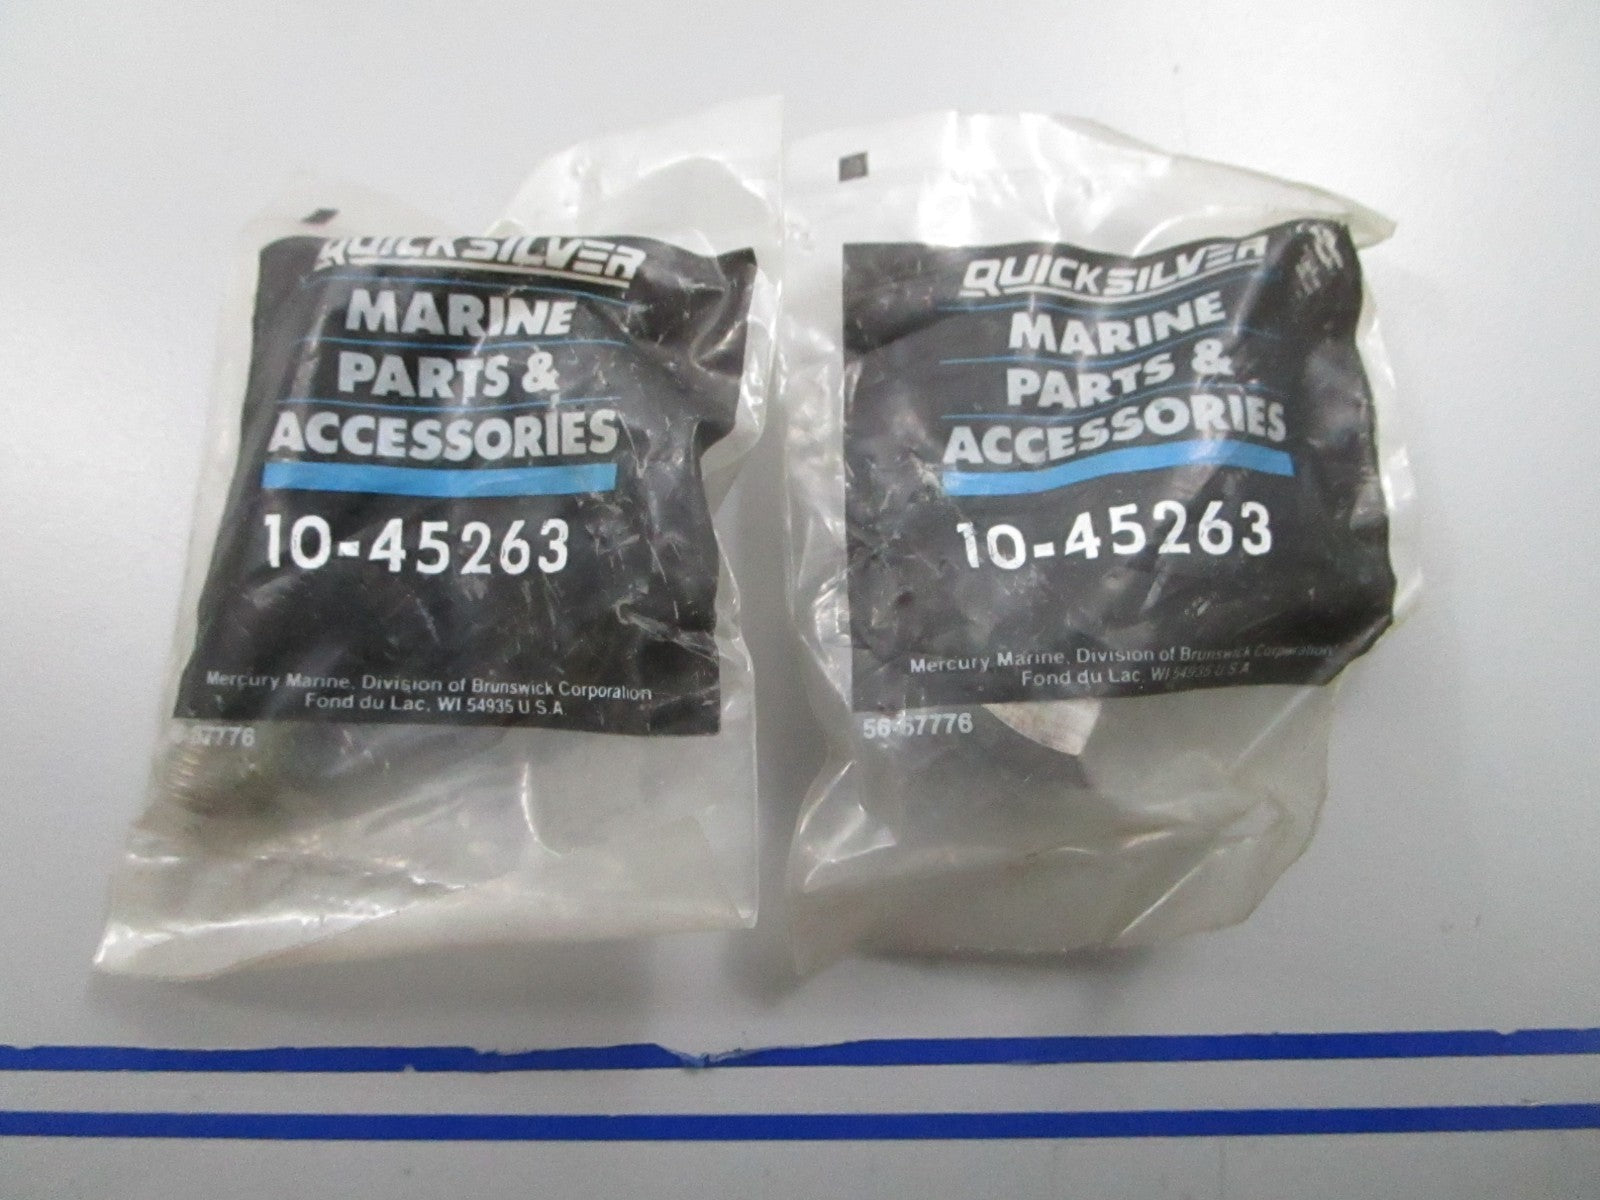 QUICKSILVER
MARINE
PARTS &
ACCESSORIES
10-45263
Mercury Marine, Division of Brunswick Corporation
Fond du Lac, WI 54935 U.S.A.
QUICKSILVER
MARINE
PARTS &
ACCESSORIES
10-45263
Mercury Marine, Division of Brunswick Corporation
Fond du Lac, WI 54935 U.S.A.
56-57776